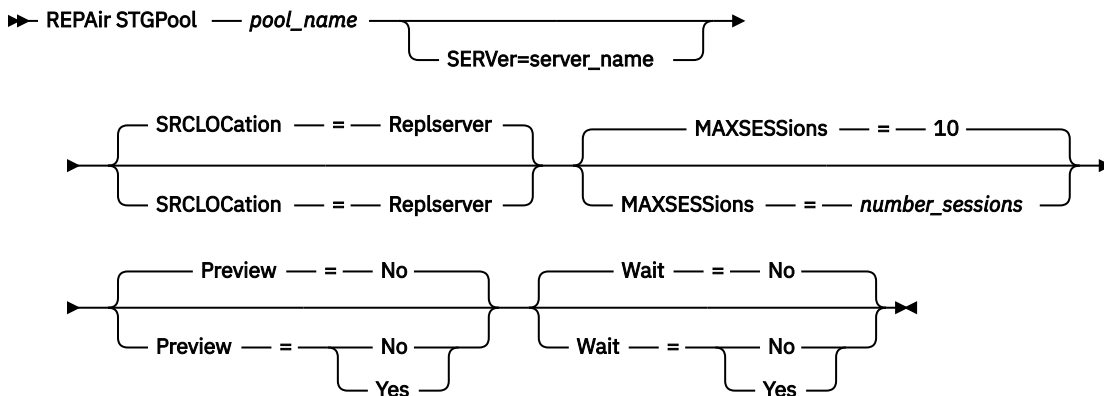 REPAir STGPool — pool_name
SERVer=server_name
SRCLOCation — = — Replserver
MAXSESSions — = — 10
SRCLOCation — = — Replserver
MAXSESSions — = — number_sessions
Preview — = — No
Wait — = — No
Preview — = — No
Wait — = — No
Yes
Yes